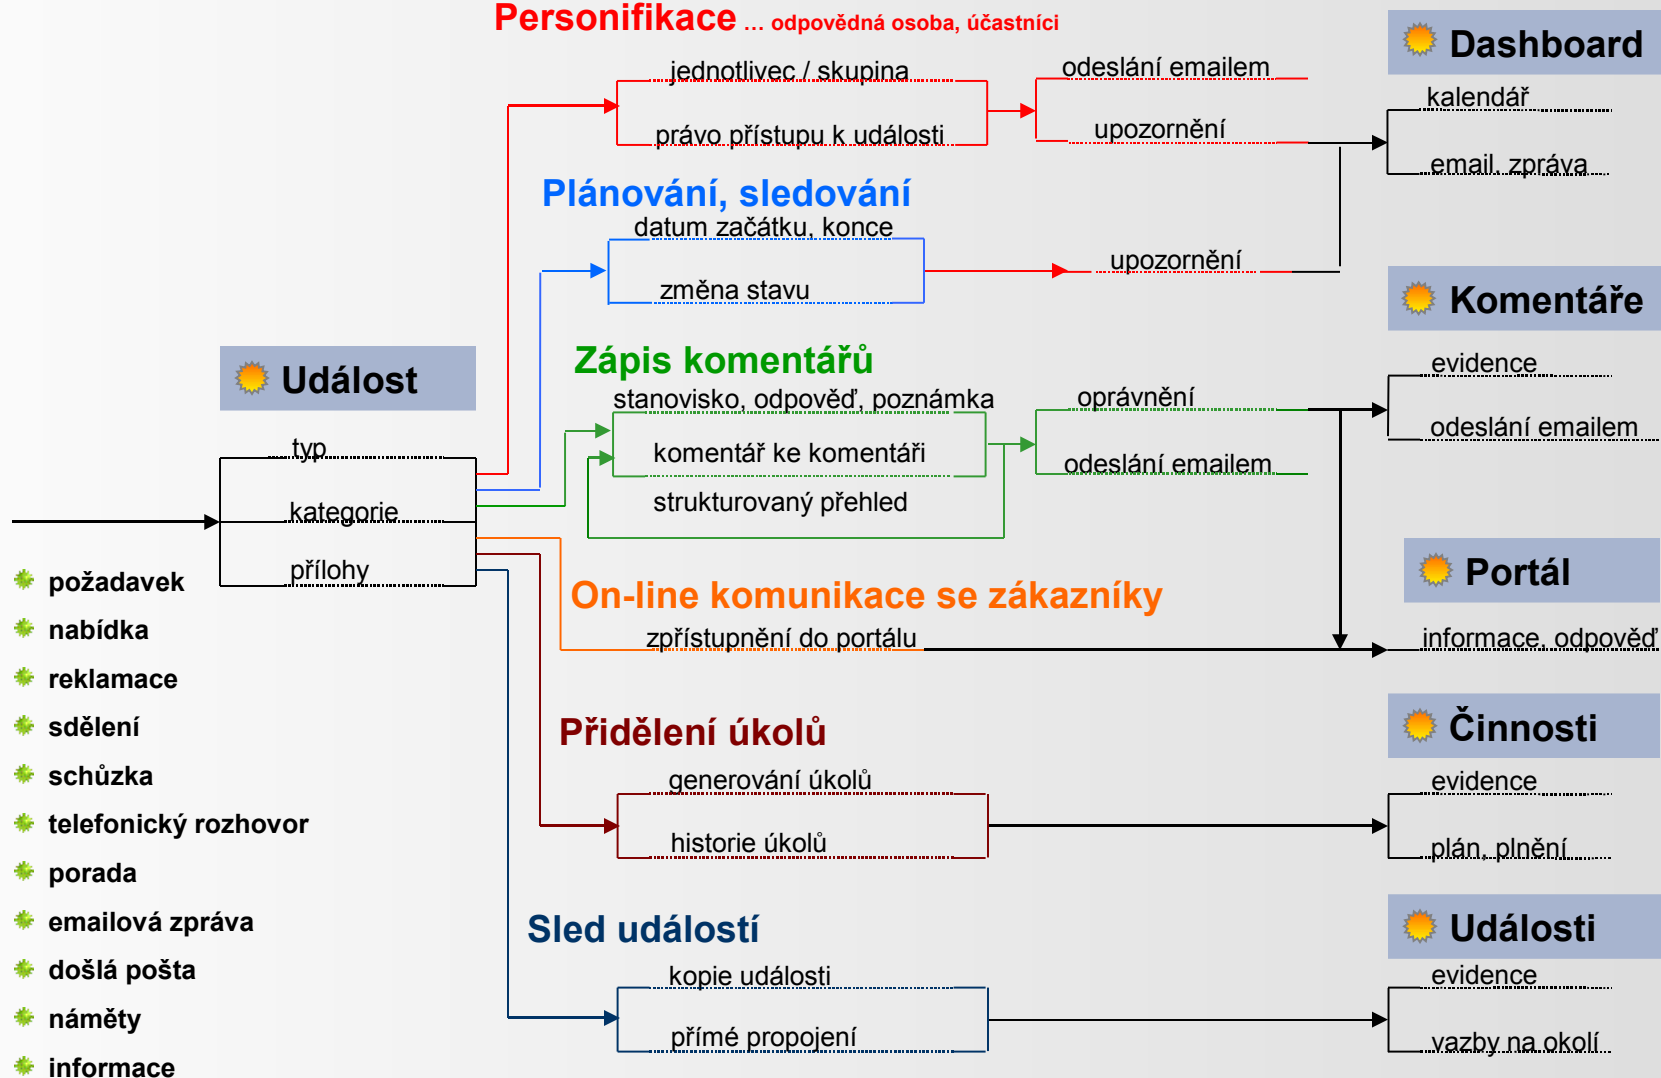 Personifikace ... odpovědná osoba, účastníci
jednotlivec / skupina
právo přístupu k události
odeslání emailem
upozornění
Dashboard
kalendář
email, zpráva
Plánování, sledování
datum začátku, konce
změna stavu
upozornění
Komentáře
evidence
odeslání emailem
Zápis komentářů
stanovisko, odpověď, poznámka
komentář ke komentáři
strukturovaný přehled
oprávnění
odeslání emailem
Událost
typ
kategorie
přílohy
požadavek
nabídka
reklamace
sdělení
schůzka
telefonický rozhovor
porada
emailová zpráva
došlá pošta
náměty
informace
On-line komunikace se zákazníky
zpřístupnění do portálu
Portál
informace, odpověď
Přidělení úkolů
generování úkolů
historie úkolů
Činnosti
evidence
plán, plnění
Sled událostí
kopie události
přímé propojení
Události
evidence
vazby na okolí